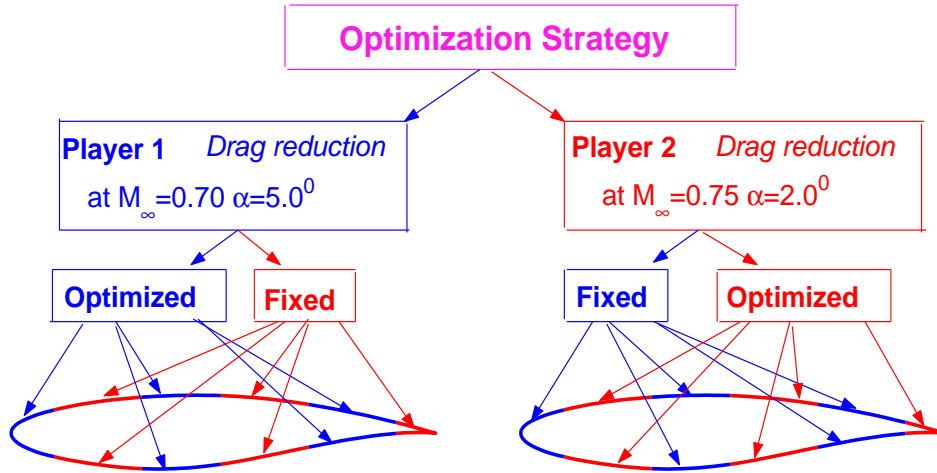 Optimization Strategy
Player 1 Drag reduction
at M∞=0.70 α=5.0⁰
Player 2 Drag reduction
at M∞=0.75 α=2.0⁰
Optimized
Fixed
Fixed
Optimized